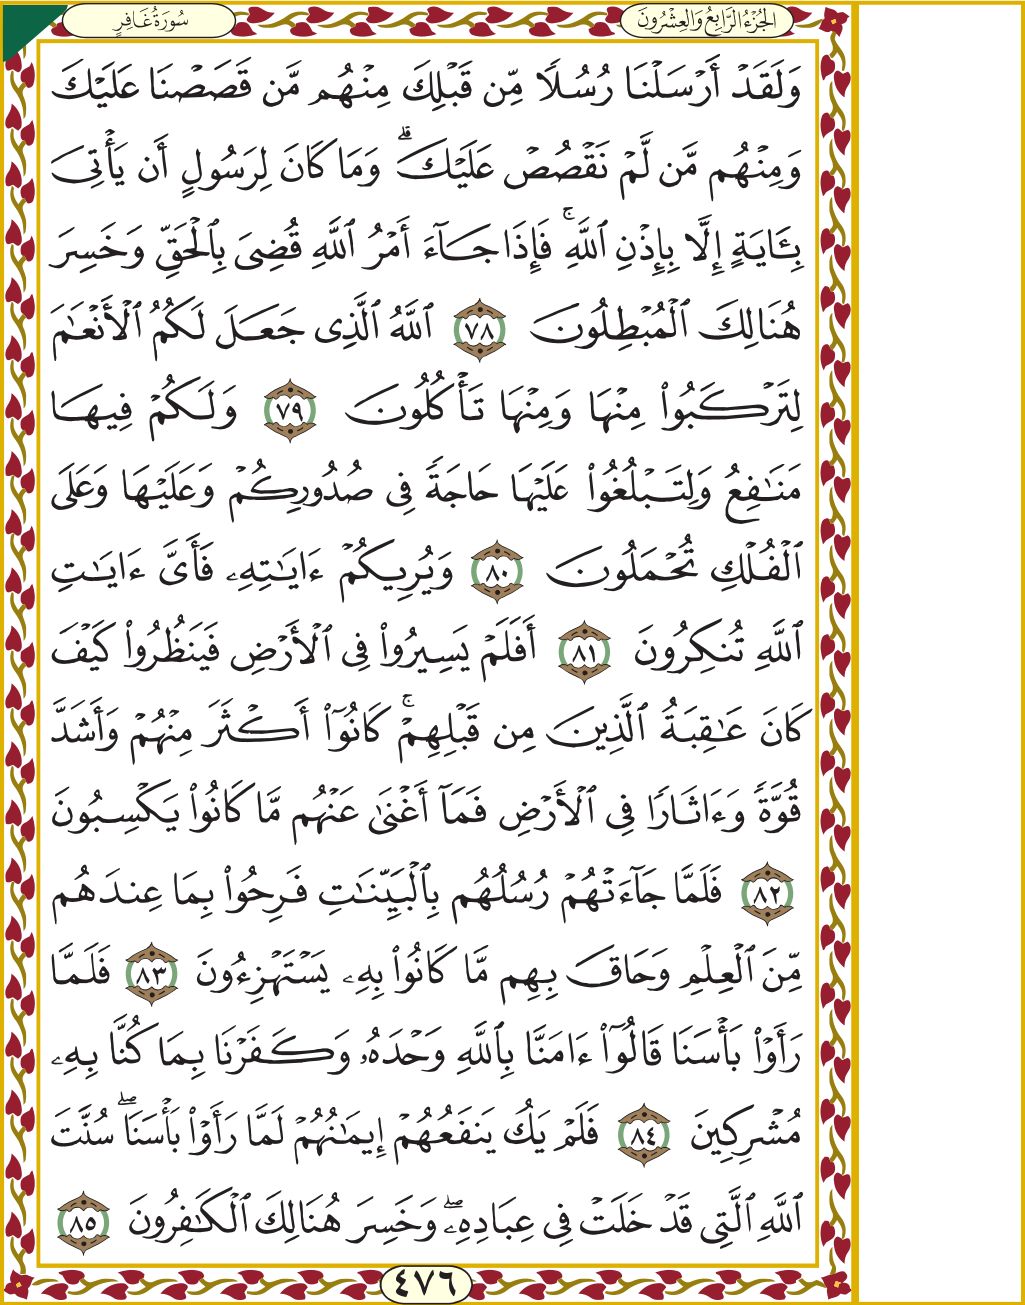 سُورَةُ غَافِرٍ
الجُزْءُ الرَّابِعُ وَالعِشْرُونَ
وَلَقَدْ أَرْسَلْنَا رُسُلًا مِّن قَبْلِكَ مِنْهُم مَّن قَصَصْنَا عَلَيْكَ
وَمِنْهُم مَّن لَّمْ نَقْصُصْ عَلَيْكَۗ وَمَا كَانَ لِرَسُولٍ أَن يَأْتِىَ
بِـَٔايَةٍ إِلَّا بِإِذْنِ ٱللَّهِۚ فَإِذَا جَآءَ أَمْرُ ٱللَّهِ قُضِىَ بِٱلْحَقِّ وَخَسِرَ
هُنَالِكَ ٱلْمُبْطِلُونَ ٧٨ ٱللَّهُ ٱلَّذِى جَعَلَ لَكُمُ ٱلْأَنْعَٰمَ
لِتَرْكَبُوا۟ مِنْهَا وَمِنْهَا تَأْكُلُونَ ٧٩ وَلَكُمْ فِيهَا
مَنَٰفِعُ وَلِتَبْلُغُوا۟ عَلَيْهَا حَاجَةً فِى صُدُورِكُمْ وَعَلَيْهَا وَعَلَى
ٱلْفُلْكِ تُحْمَلُونَ ٨٠ وَيُرِيكُمْ ءَايَٰتِهِۦ فَأَىَّ ءَايَٰتِ
ٱللَّهِ تُنكِرُونَ ٨١ أَفَلَمْ يَسِيرُوا۟ فِى ٱلْأَرْضِ فَيَنظُرُوا۟ كَيْفَ
كَانَ عَٰقِبَةُ ٱلَّذِينَ مِن قَبْلِهِمْۚ كَانُوٓا۟ أَكْثَرَ مِنْهُمْ وَأَشَدَّ
قُوَّةً وَءَاثَارًا فِى ٱلْأَرْضِ فَمَآ أَغْنَىٰ عَنْهُم مَّا كَانُوا۟ يَكْسِبُونَ
٨٢ فَلَمَّا جَآءَتْهُمْ رُسُلُهُم بِٱلْبَيِّنَٰتِ فَرِحُوا۟ بِمَا عِندَهُم
مِّنَ ٱلْعِلْمِ وَحَاقَ بِهِم مَّا كَانُوا۟ بِهِۦ يَسْتَهْزِءُونَ ٨٣ فَلَمَّا
رَأَوْا۟ بَأْسَنَا قَالُوٓا۟ ءَامَنَّا بِٱللَّهِ وَحْدَهُۥ وَكَفَرْنَا بِمَا كُنَّا بِهِۦ
مُشْرِكِينَ ٨٤ فَلَمْ يَكُ يَنفَعُهُمْ إِيمَٰنُهُمْ لَمَّا رَأَوْا۟ بَأْسَنَاۖ سُنَّتَ
ٱللَّهِ ٱلَّتِى قَدْ خَلَتْ فِى عِبَادِهِۦۖ وَخَسِرَ هُنَالِكَ ٱلْكَٰفِرُونَ ٨٥
٤٧٦